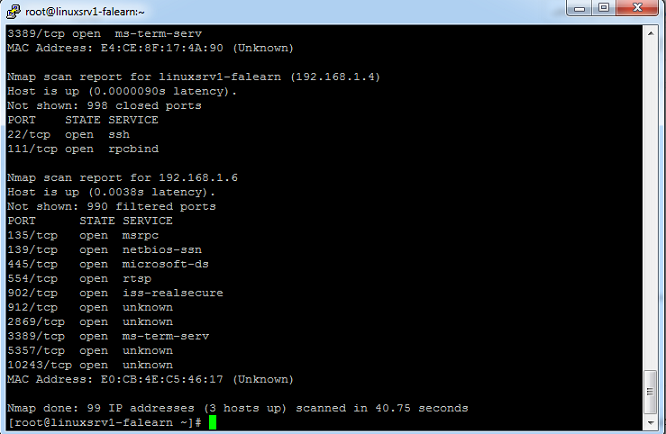 root@linuxsrv1-falearn:~
3389/tcp open  ms-term-serv
MAC Address: E4:CE:8F:17:4A:90 (Unknown)

Nmap scan report for linuxsrv1-falearn (192.168.1.4)
Host is up (0.0000090s latency).
Not shown: 998 closed ports
PORT    STATE SERVICE
22/tcp  open  ssh
111/tcp open  rpcbind

Nmap scan report for 192.168.1.6
Host is up (0.0038s latency).
Not shown: 990 filtered ports
PORT      STATE SERVICE
135/tcp   open  msrpc
139/tcp   open  netbios-ssn
445/tcp   open  microsoft-ds
554/tcp   open  rtsp
902/tcp   open  iss-realsecure
912/tcp   open  unknown
2869/tcp  open  unknown
3389/tcp  open  ms-term-serv
5357/tcp  open  unknown
10243/tcp open  unknown
MAC Address: E0:CB:4E:C5:46:17 (Unknown)

Nmap done: 99 IP addresses (3 hosts up) scanned in 40.75 seconds
[root@linuxsrv1-falearn ~]#